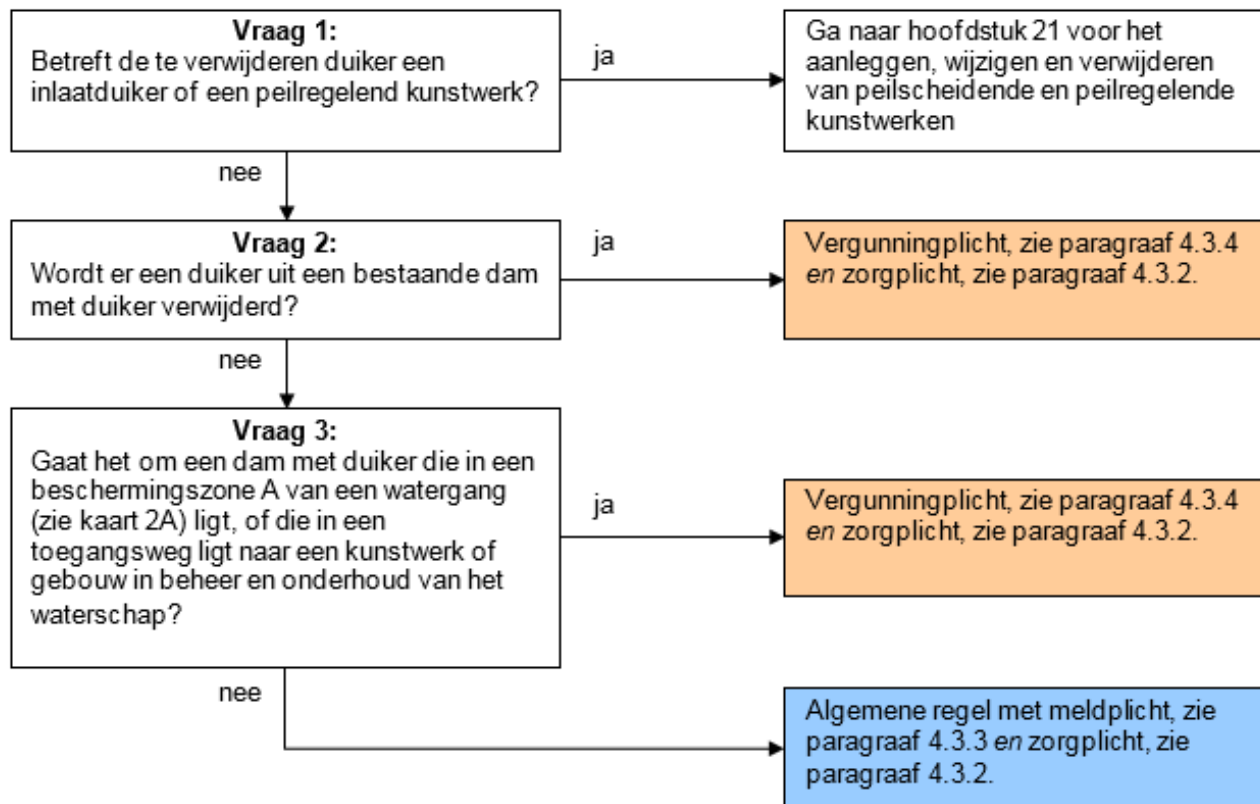 Vraag 1:
Betreft de te verwijderen duiker een
inlaatduiker of een peilregelend kunstwerk?
ja
Ga naar hoofdstuk 21 voor het
aanleggen, wijzigen en verwijderen
van peilscheidende en peilregelende
kunstwerken
nee
Vraag 2:
Wordt er een duiker uit een bestaande dam
met duiker verwijderd?
ja
Vergunningplicht, zie paragraaf 4.3.4
en zorgplicht, zie paragraaf 4.3.2.
nee
Vraag 3:
Gaat het om een dam met duiker die in een
beschermingszone A van een watergang
(zie kaart 2A) ligt, of die in een
toegangsweg ligt naar een kunstwerk of
gebouw in beheer en onderhoud van het
waterschap?
ja
Vergunningplicht, zie paragraaf 4.3.4
en zorgplicht, zie paragraaf 4.3.2.
nee
Algemene regel met meldplicht, zie
paragraaf 4.3.3 en zorgplicht, zie
paragraaf 4.3.2.